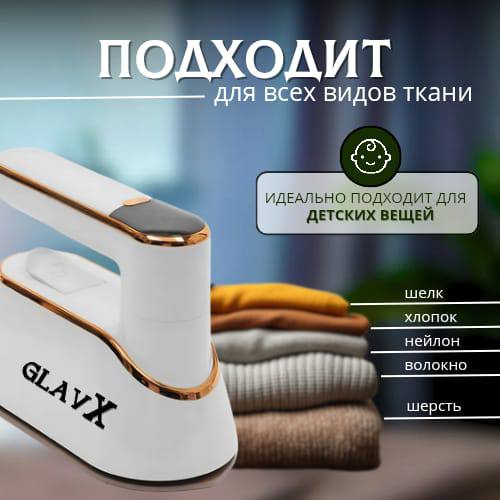 ПОДХОДИТ
для всех видов ткани
ИДЕАЛЬНО ПОДХОДИТ ДЛЯ
ДЕТСКИХ ВЕЩЕЙ
шелк
хлопок
нейлон
волокно
шерсть
GLAVX